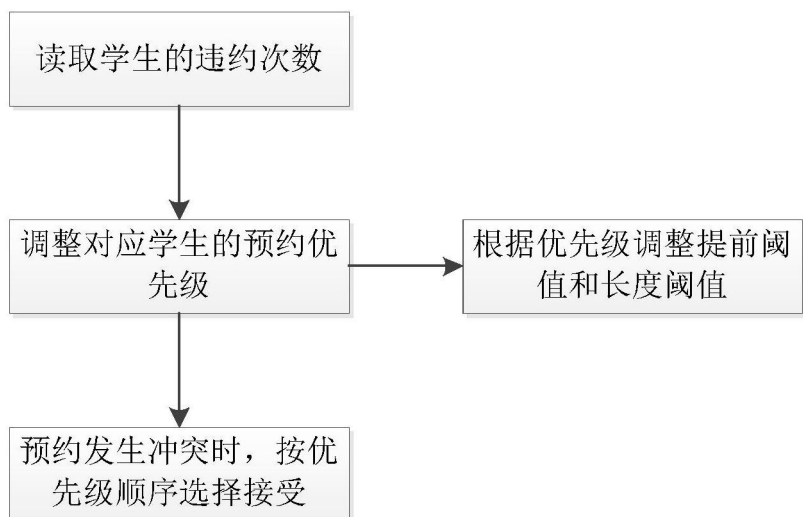 读取学生的违约次数
调整对应学生的预约优
先级
根据优先级调整提前阈
值和长度阈值
预约发生冲突时，按优
先级顺序选择接受